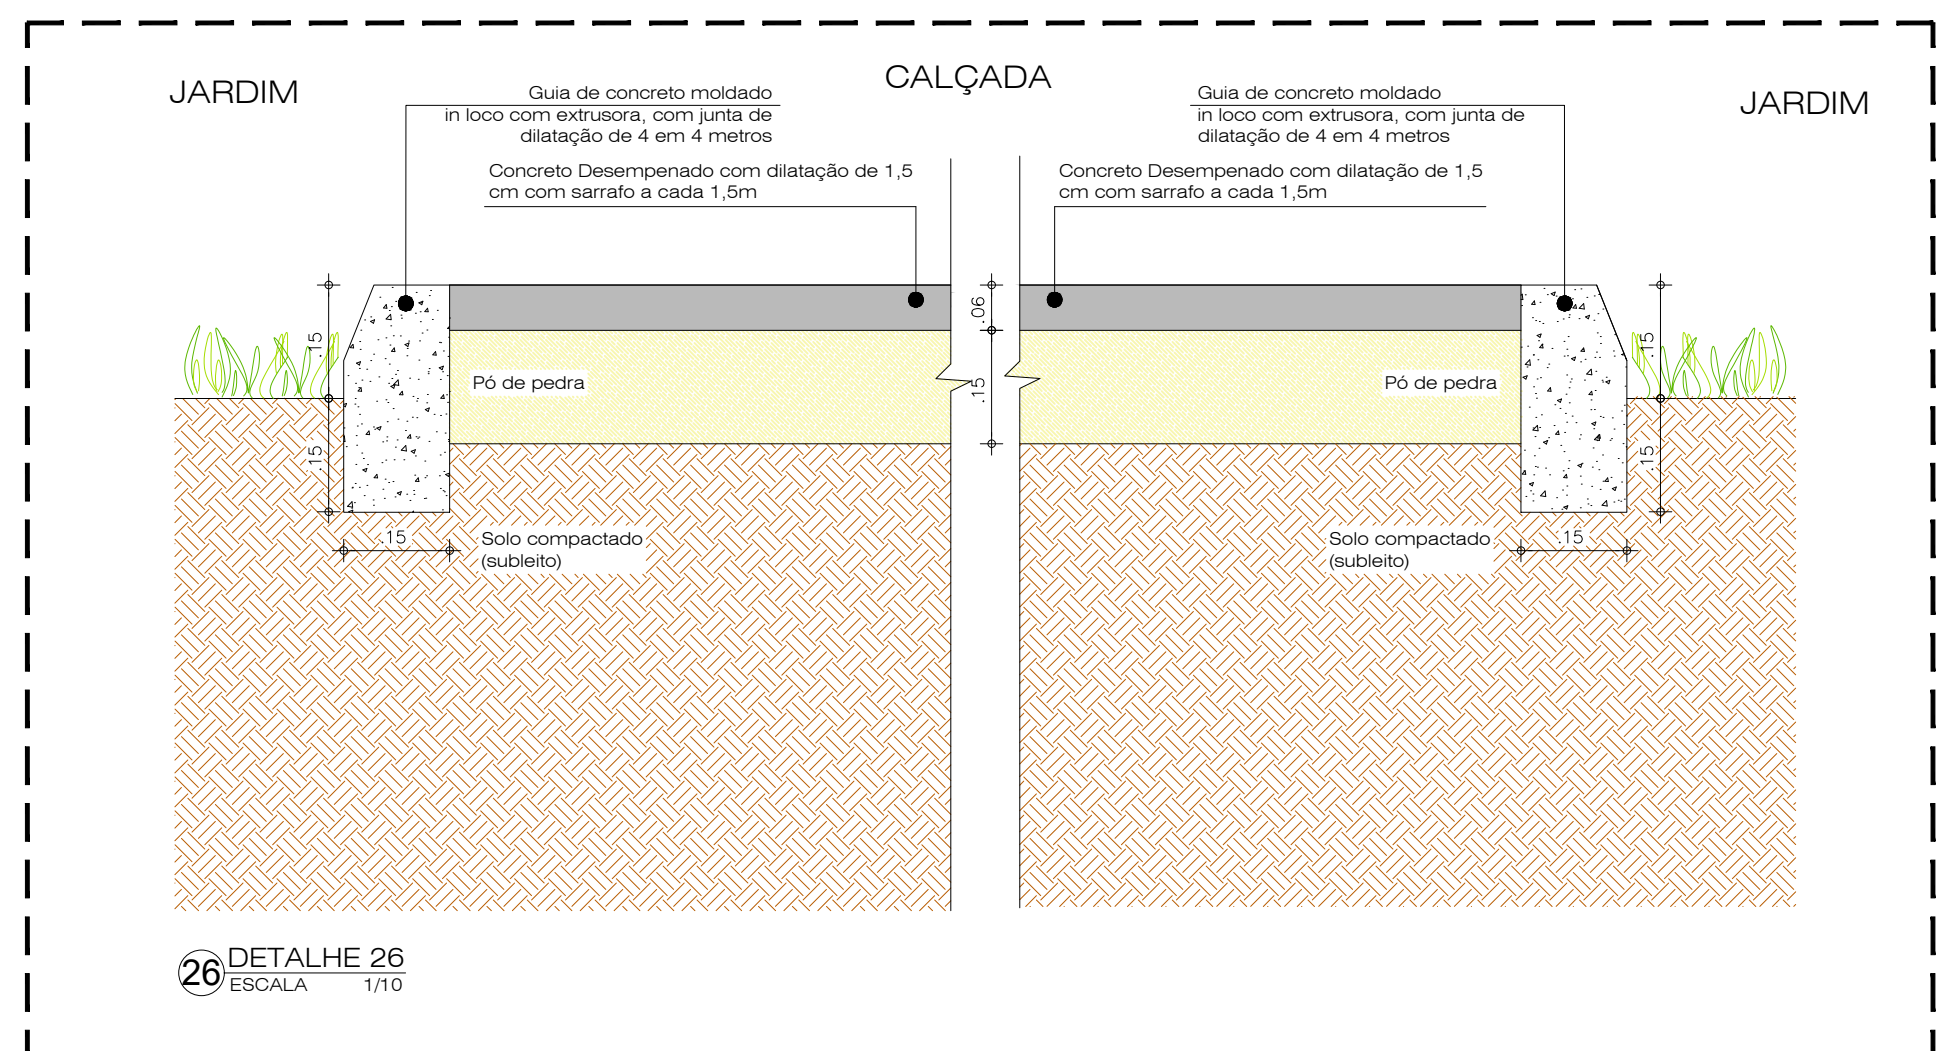 JARDIM
CALÇADA
JARDIM
Guia de concreto moldado
in loco com extrusora, com junta de
dilatação de 4 em 4 metros
Guia de concreto moldado
in loco com extrusora, com junta de
dilatação de 4 em 4 metros
Concreto Desempenado com dilatação de 1,5
cm com sarrafo a cada 1,5m
Concreto Desempenado com dilatação de 1,5
cm com sarrafo a cada 1,5m
.15
.06
.15
Pó de pedra
.15
Pó de pedra
.15
.15
.15
Solo compactado
(subleito)
Solo compactado
(subleito)
.15
26
DETALHE 26
ESCALA 1/10